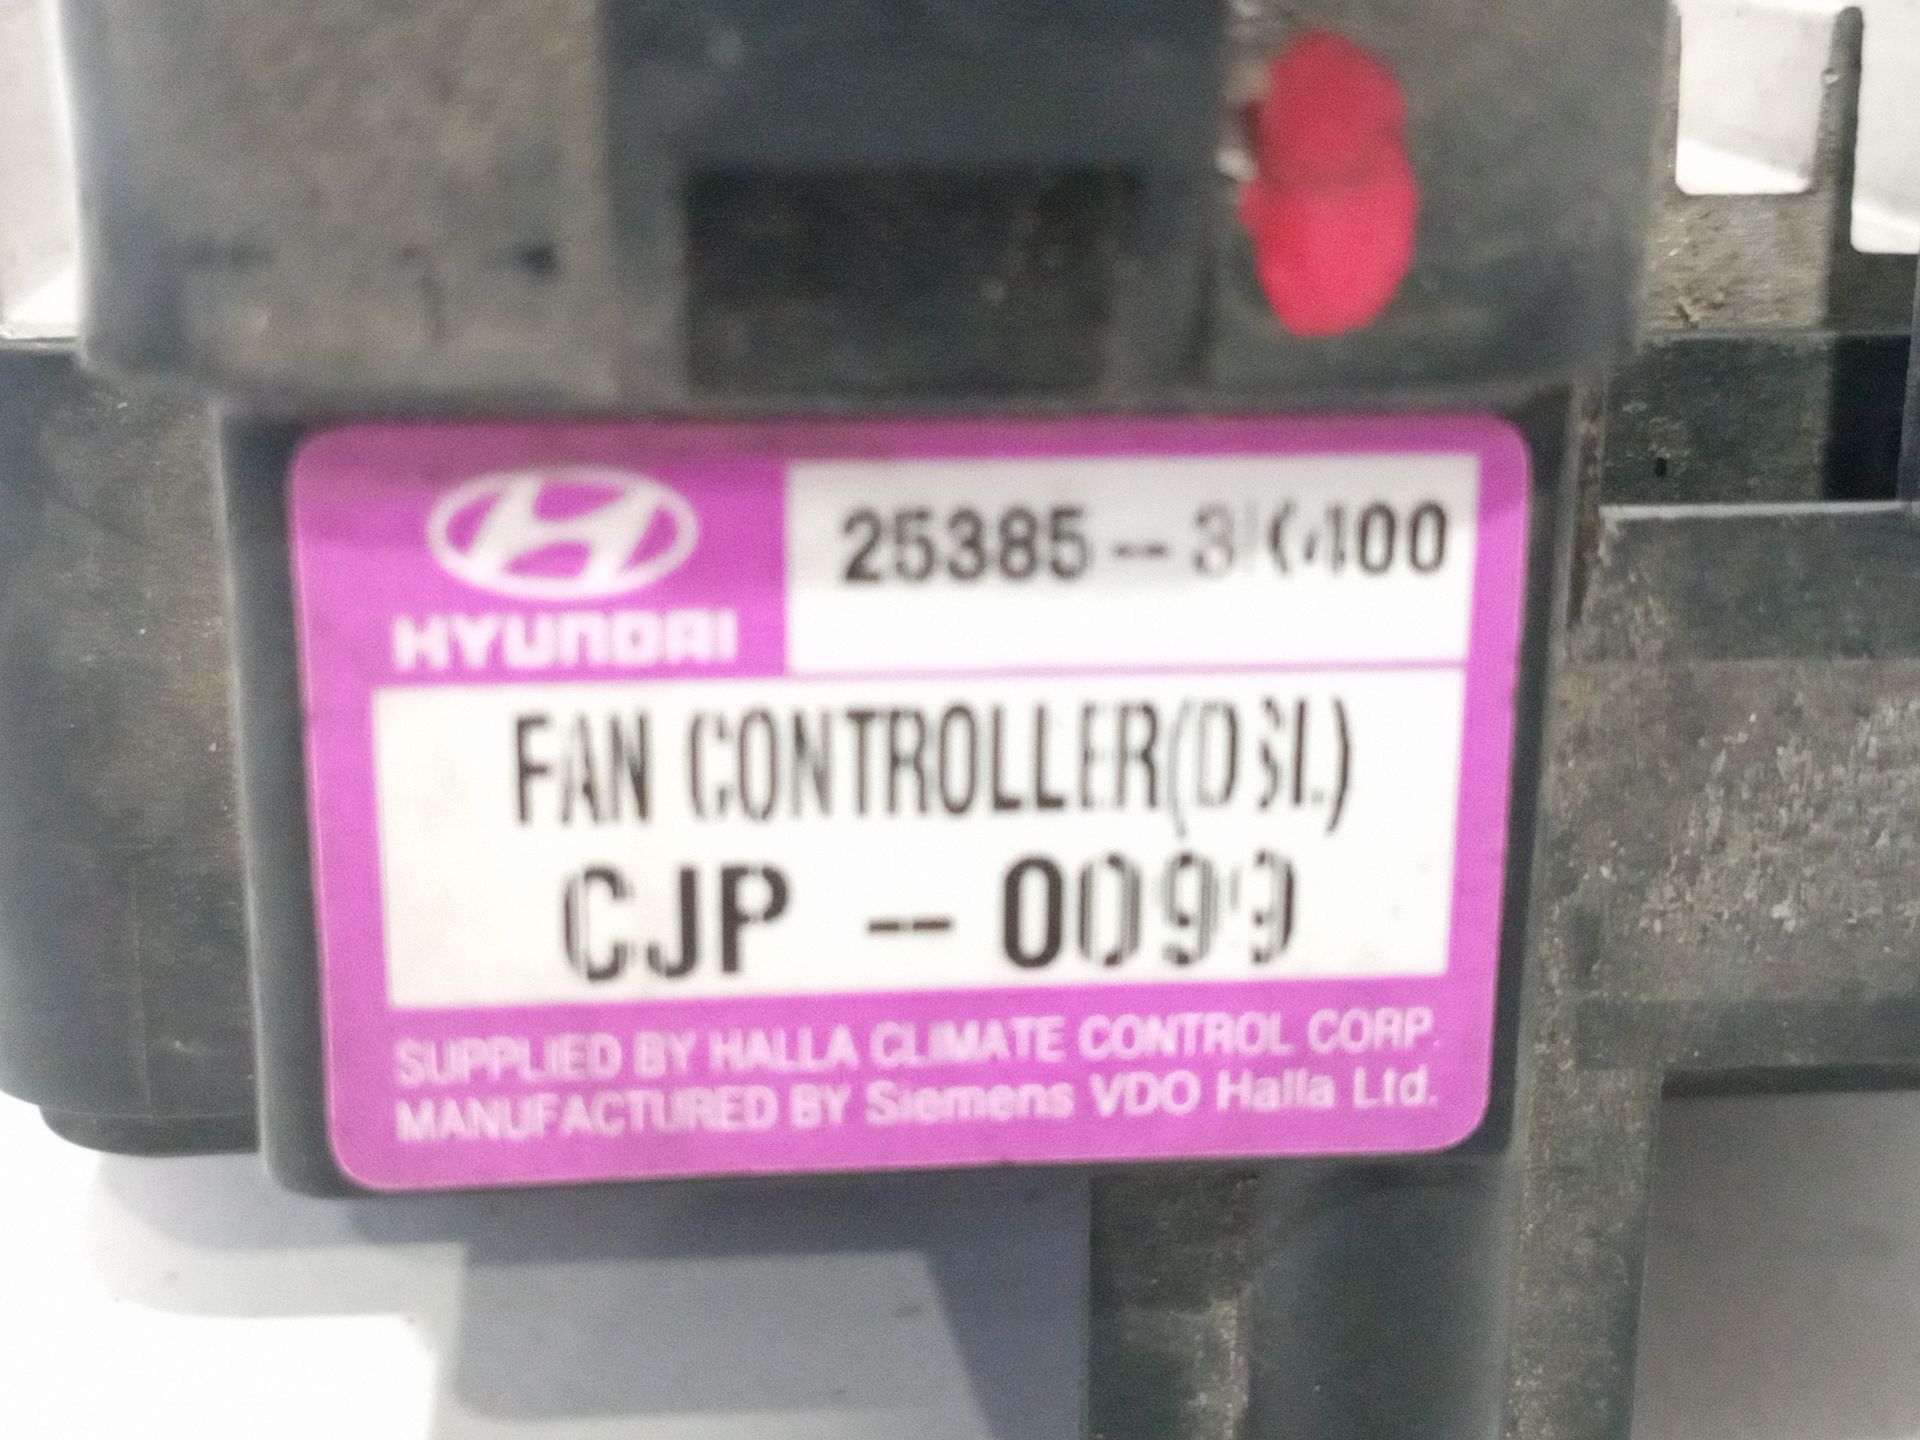 HYUNDAI
25385--3K400
FAN CONTROLLER(DSL)
CJP -- 0099
SUPPLIED BY HALLA CLIMATE CONTROL CORP.
MANUFACTURED BY Siemens VDO Halla Ltd.